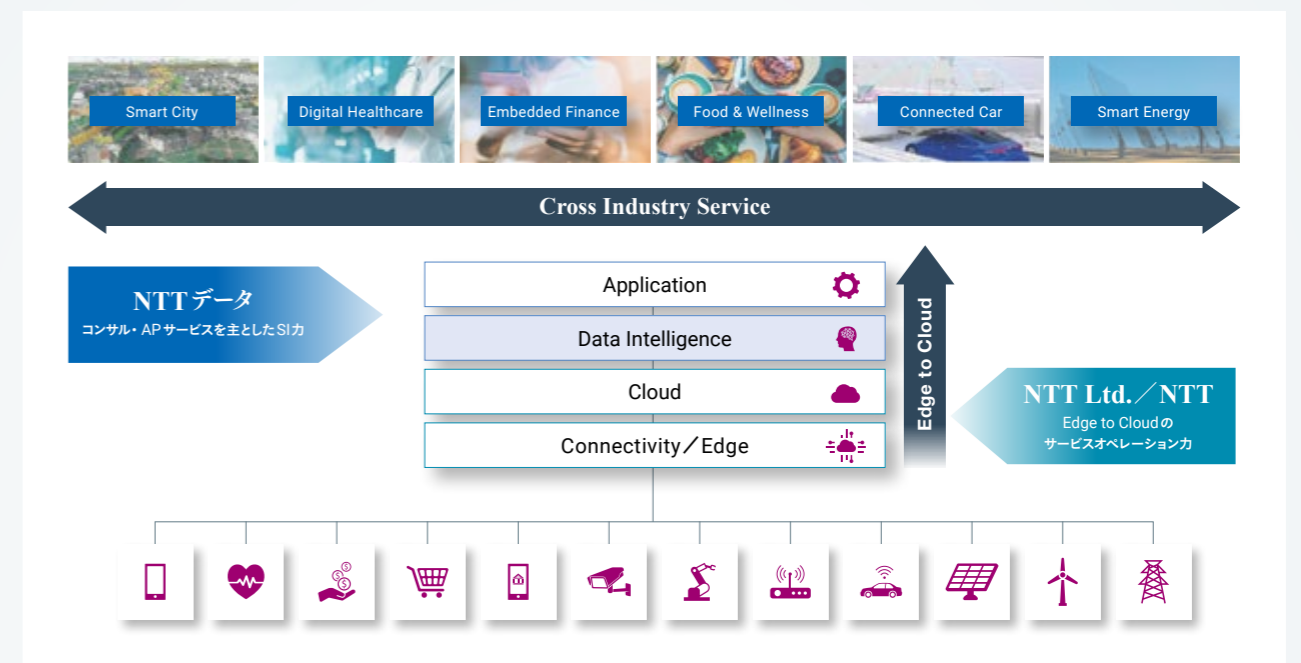 Smart City
Digital Healthcare
Embedded Finance
Food & Wellness
Connected Car
Smart Energy
Cross Industry Service
NTTデータ
コンサル・APサービスを主としたSI力
Application
Data Intelligence
Cloud
Connectivity／Edge
Edge to Cloud
NTT Ltd.／NTT
Edge to Cloudの
サービスオペレーション力